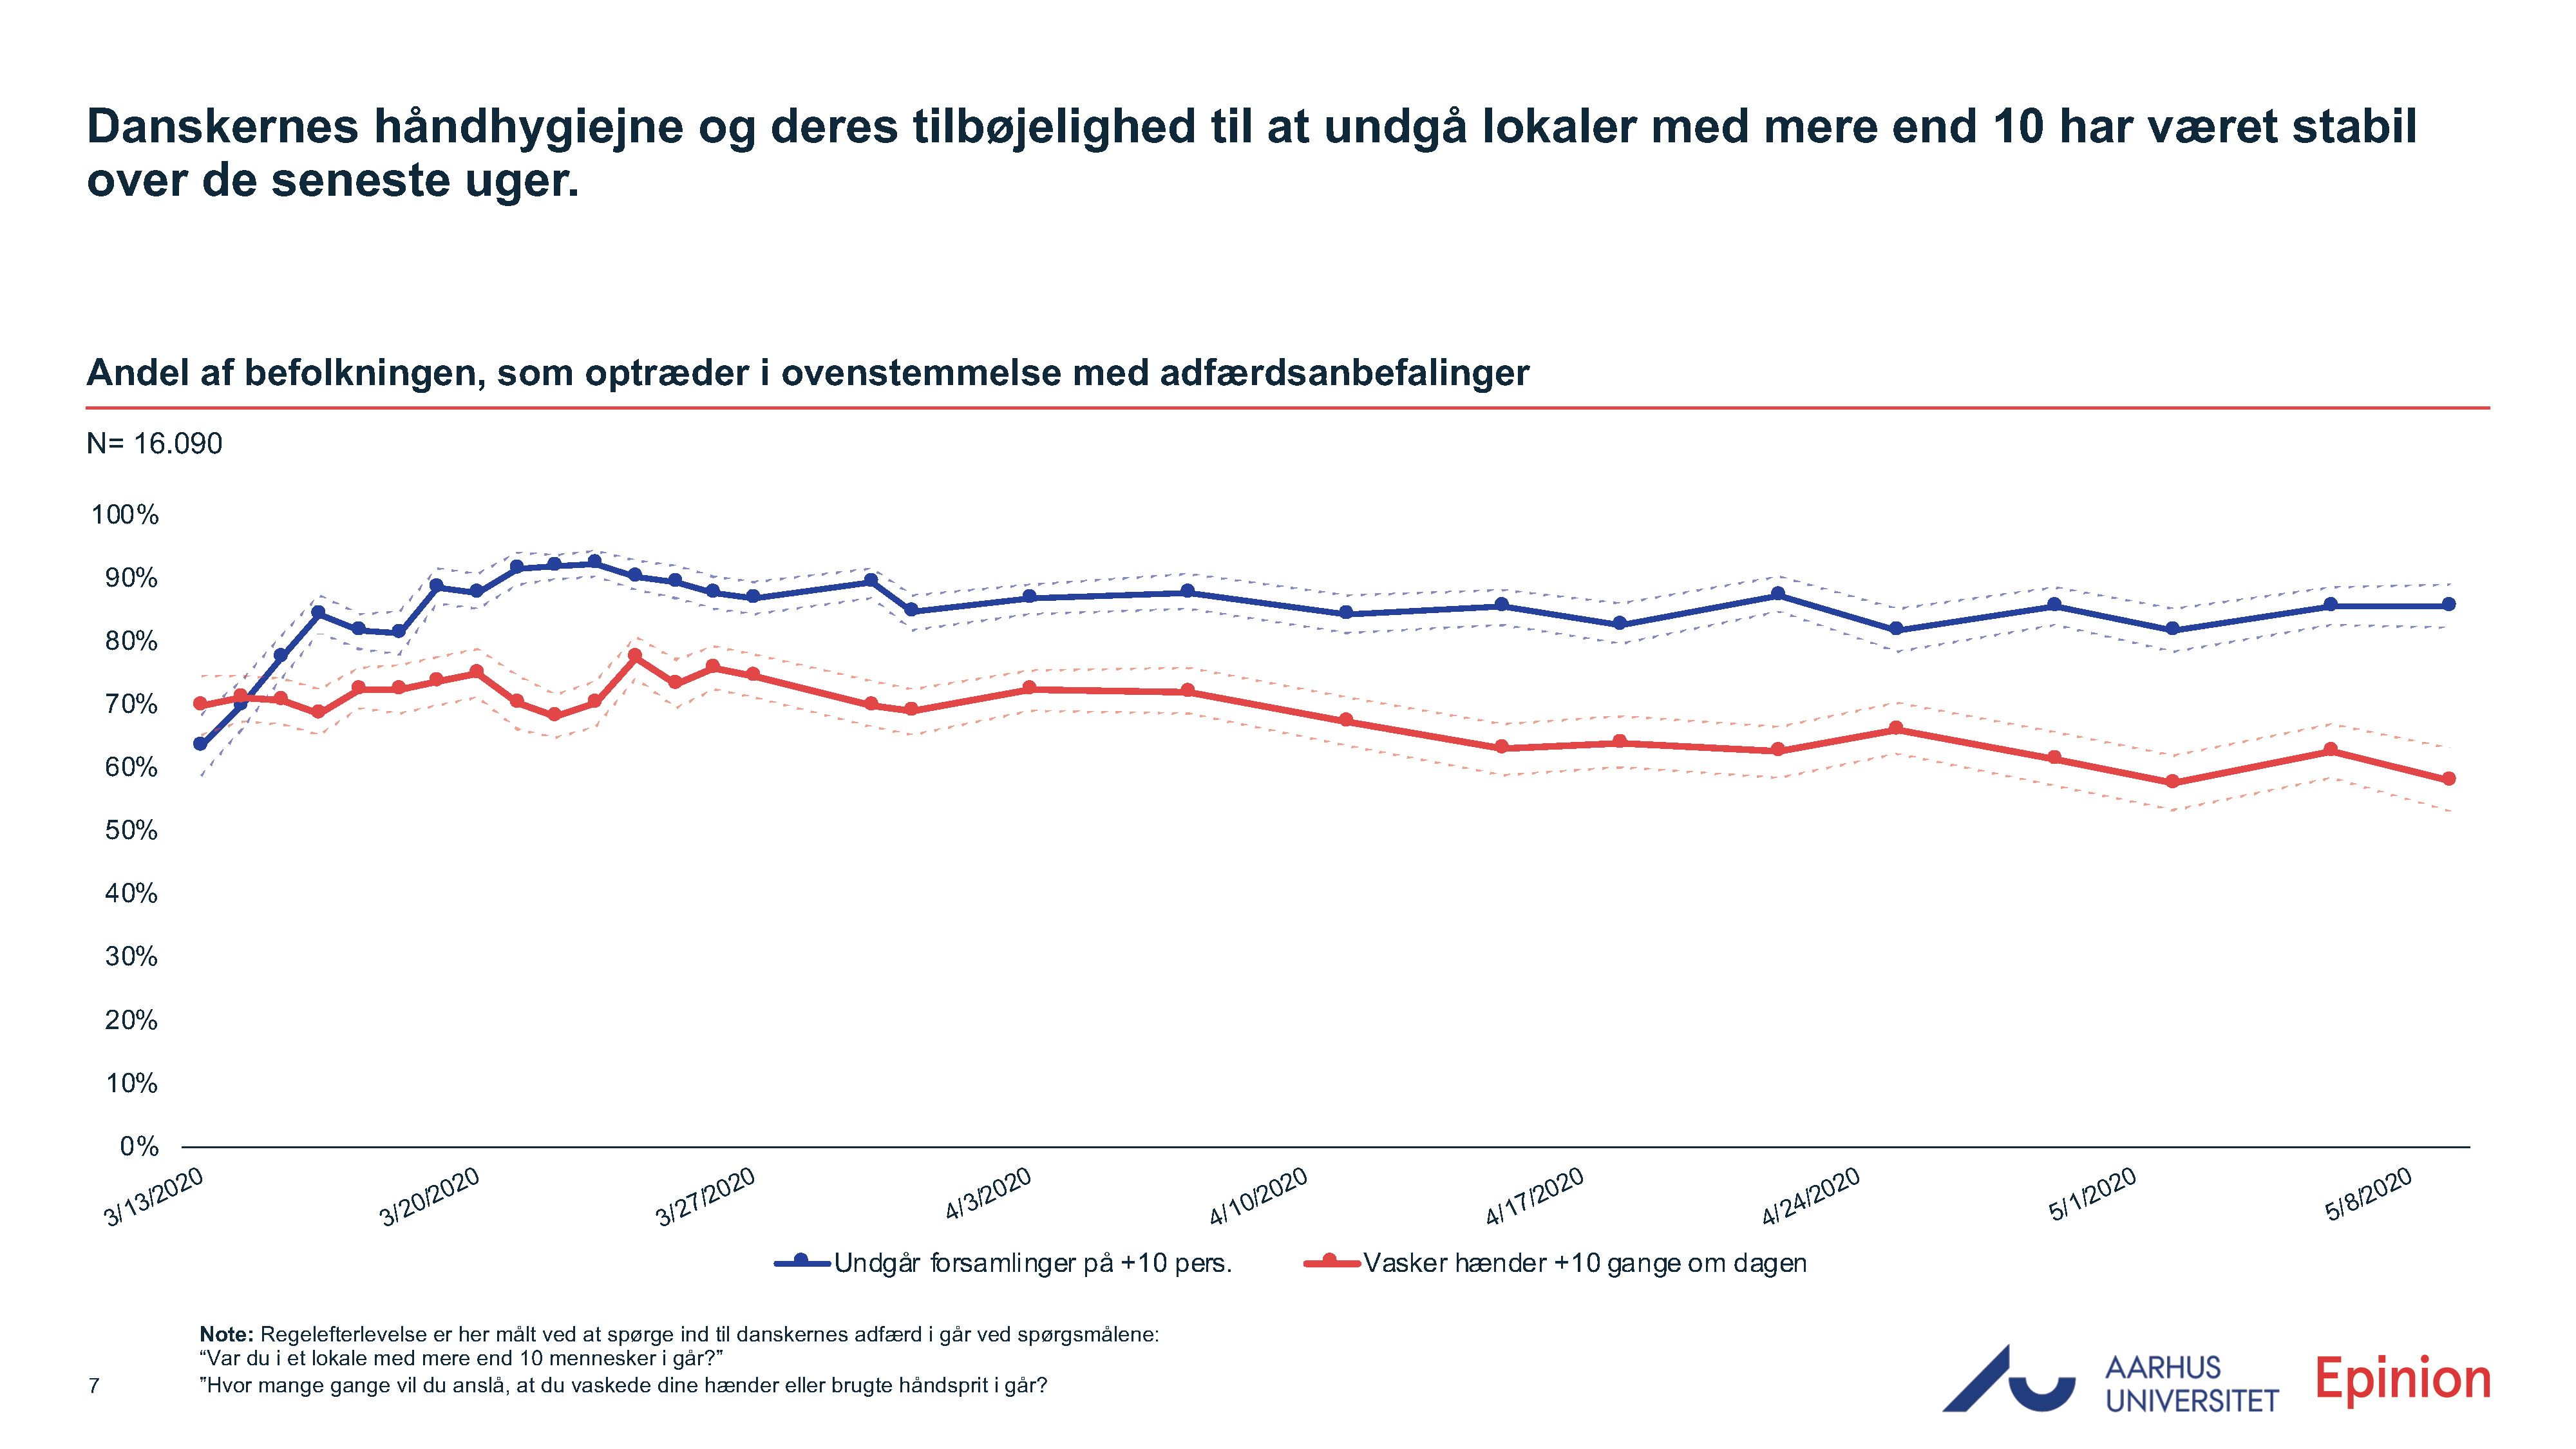 Danskernes håndhygiejne og deres tilbøjelighed til at undgå lokaler med mere end 10 har været stabil
over de seneste uger.
Andel af befolkningen, som optræder i ovenstemmelse med adfærdsanbefalinger
N= 16.090
100%
90%
80%
70%
60%
50%
40%
30%
20%
10%
0%
3/13/2020
3/20/2020
3/27/2020
4/3/2020
4/10/2020
4/17/2020
4/24/2020
5/1/2020
5/8/2020
Undgår forsamlinger på +10 pers.
Vasker hænder +10 gange om dagen
Note: Regelefterlevelse er her målt ved at spørge ind til danskernes adfærd i går ved spørgsmålene:
“Var du i et lokale med mere end 10 mennesker i går?”
”Hvor mange gange vil du anslå, at du vaskede dine hænder eller brugte håndsprit i går?
7
AARHUS
UNIVERSITET
Epinion